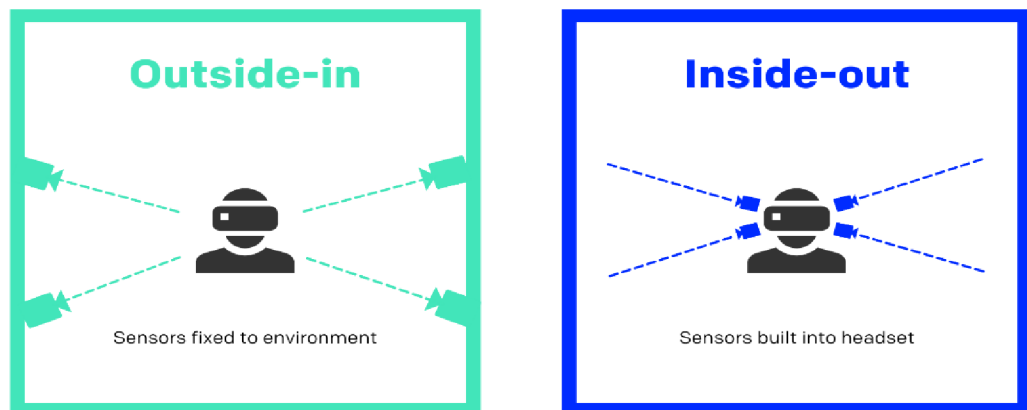 Outside-in
Sensors fixed to environment
Inside-out
Sensors built into headset